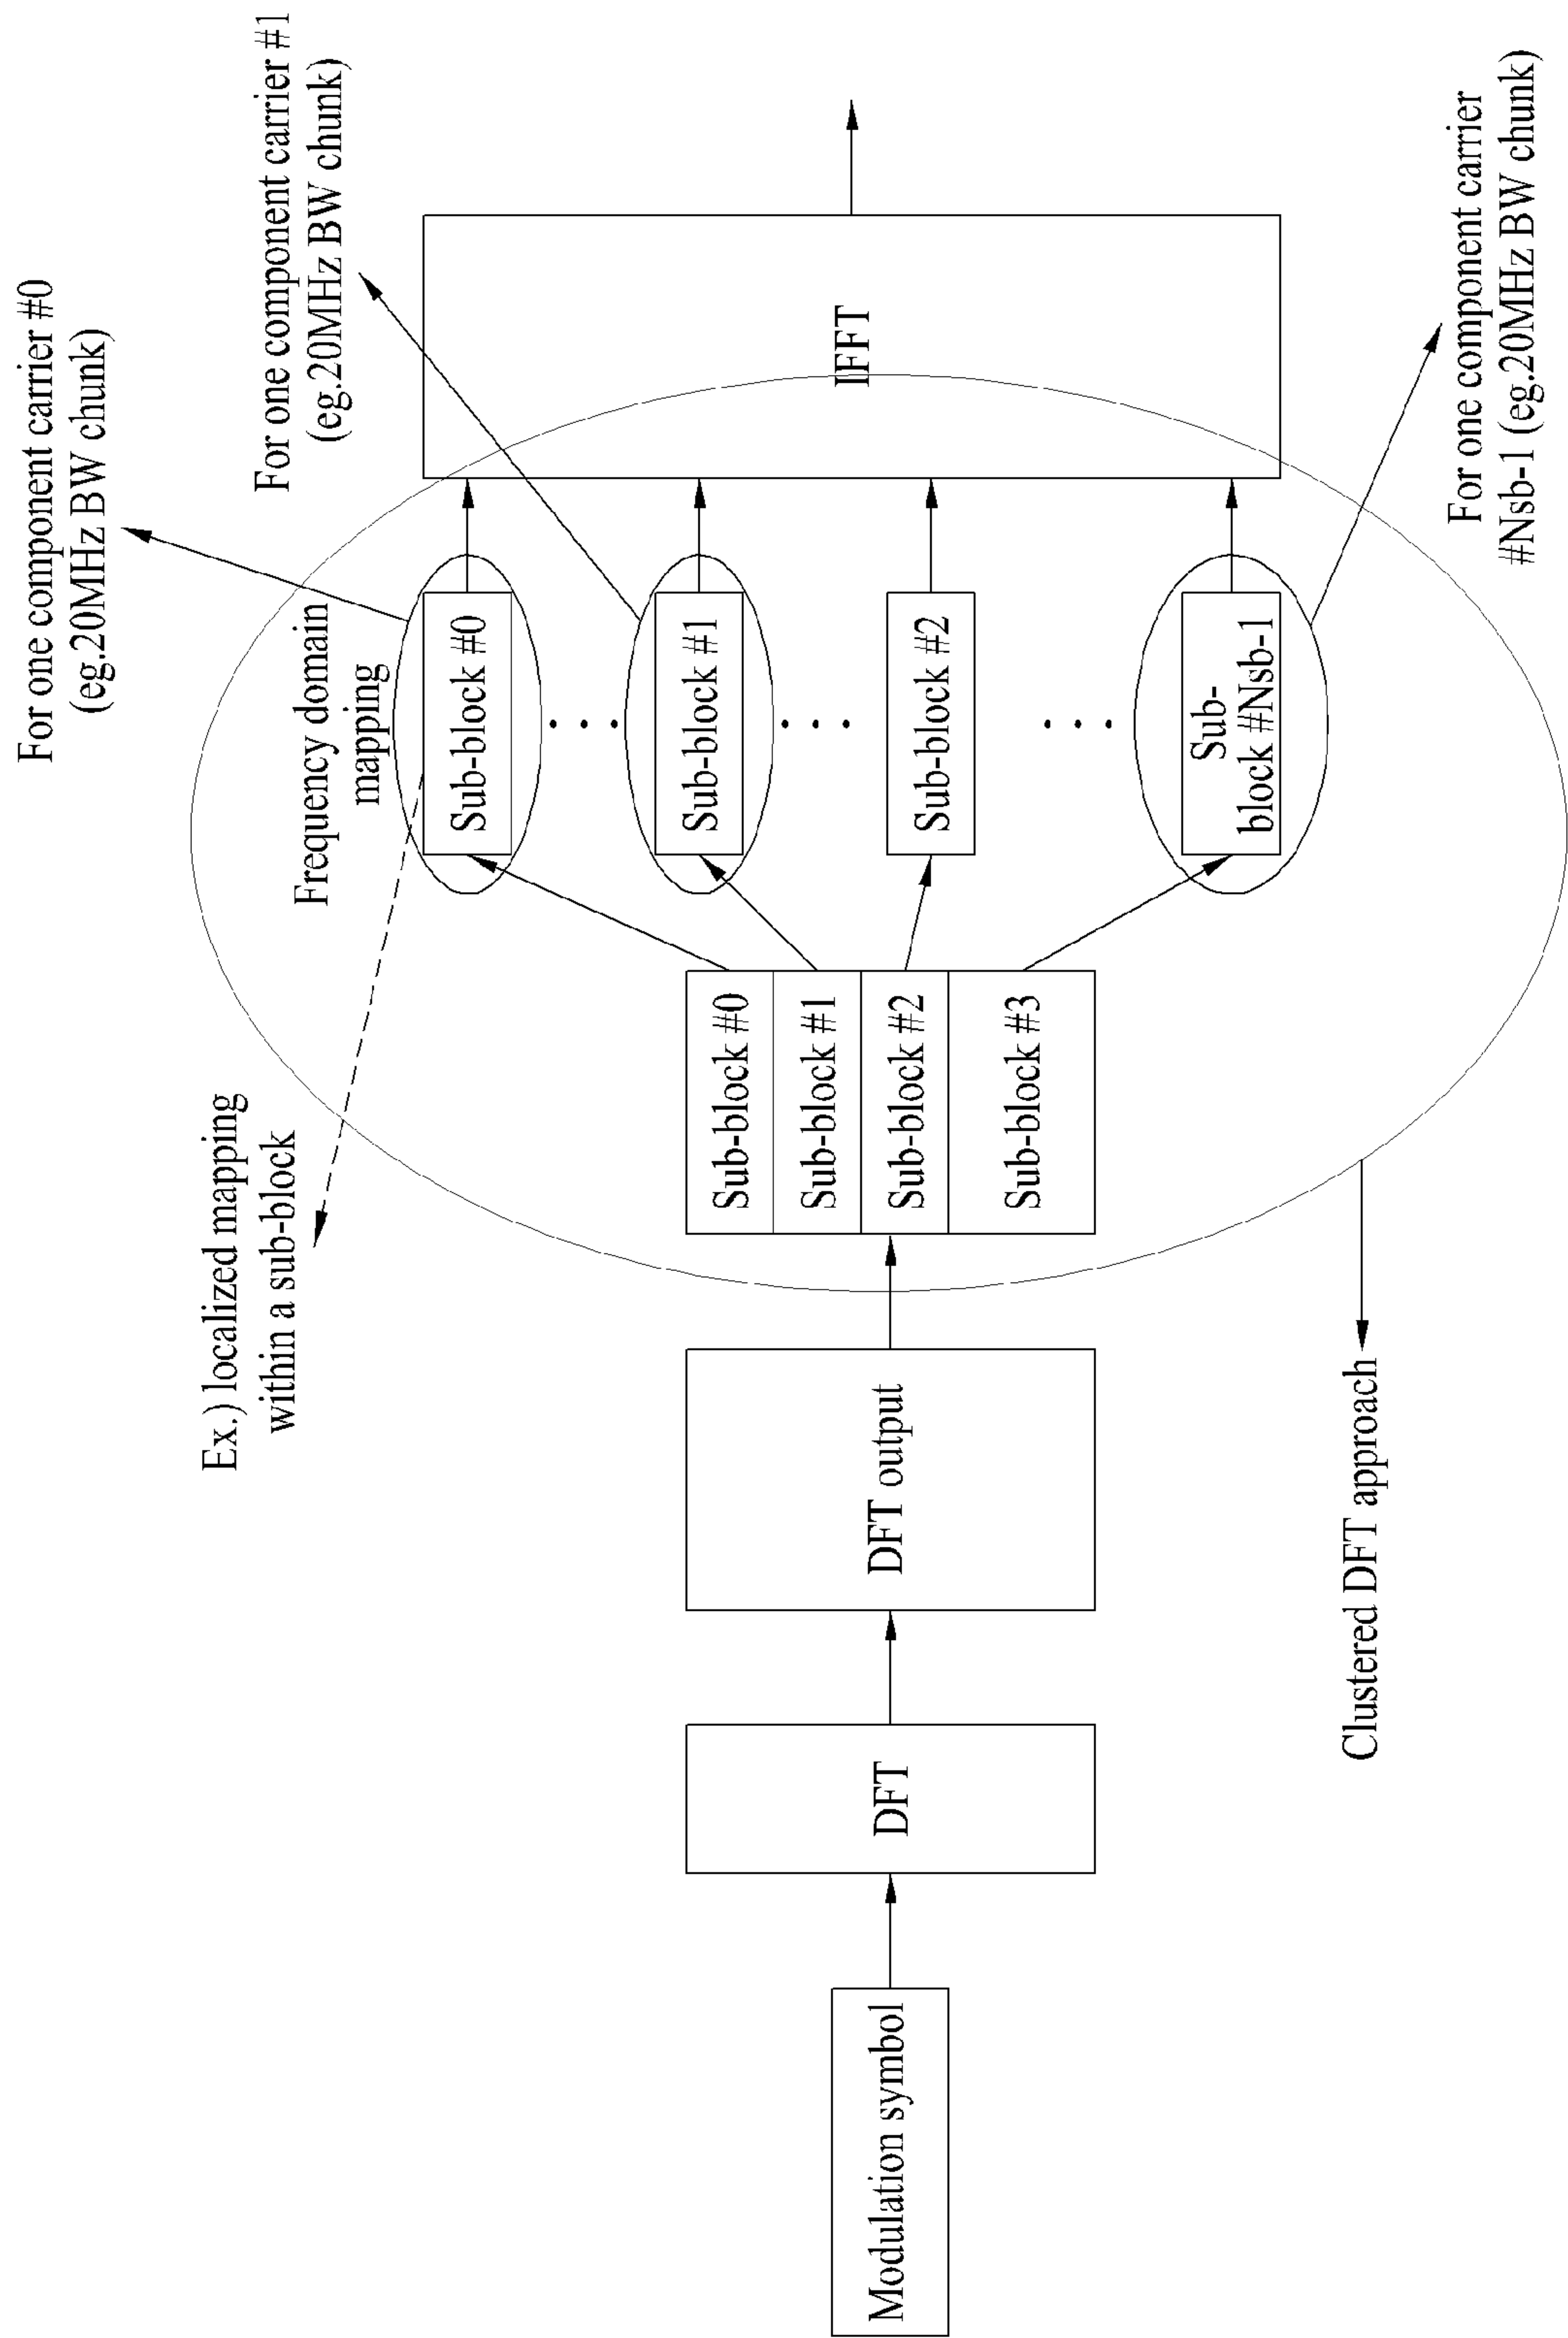 For one component carrier #0
(eg.20MHz BW chunk)
For one component carrier #1
(eg.20MHz BW chunk)
Ex.) localized mapping
within a sub-block
Frequency domain
mapping
Modulation symbol
DFT
DFT output
Sub-block #0
Sub-block #1
Sub-block #2
Sub-block #3
Sub-block #0
Sub-block #1
Sub-block #2
Sub-
block #Nsb-1
IFFT
Clustered DFT approach
For one component carrier
#Nsb-1 (eg.20MHz BW chunk)